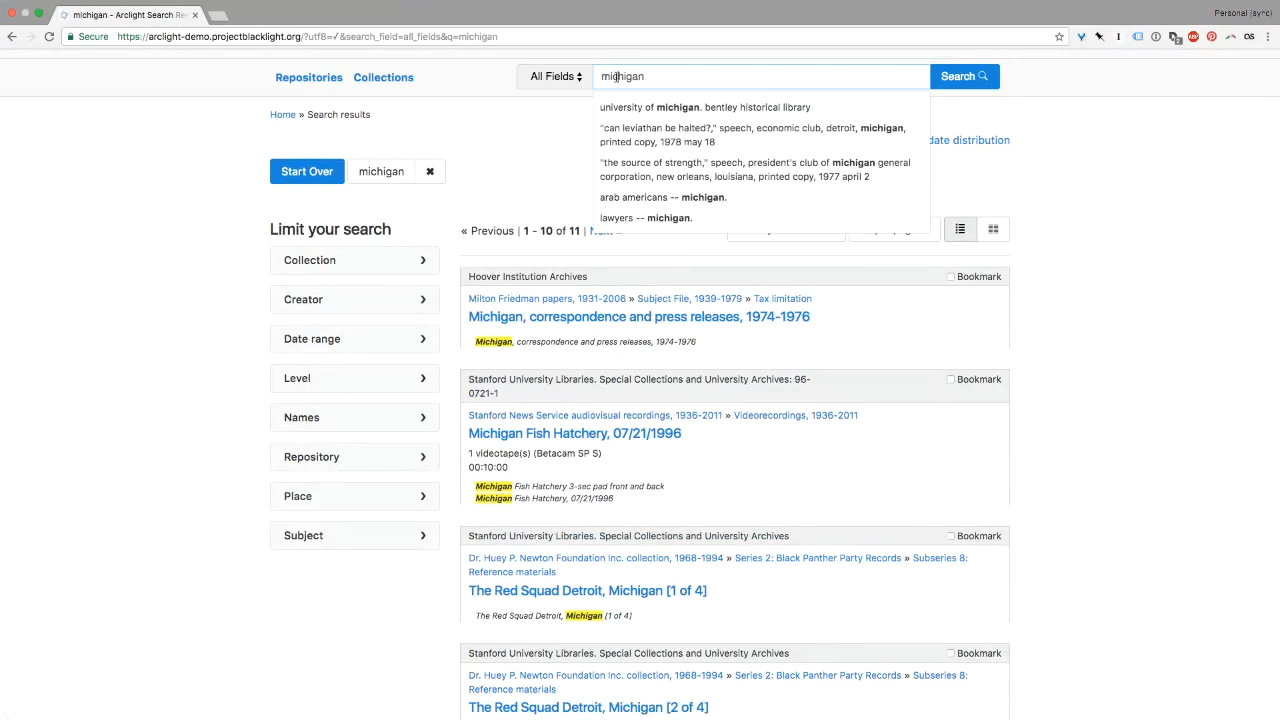 michigan - Arclight Search Re
Personal (sync)
Secure https://arclight-demo.projectblacklight.org/?utf8=✓&search_field=all_fields&q=michigan
Repositories Collections All Fields michigan Search
Home » Search results
university of michigan. bentley historical library
"can leviathan be halted?," speech, economic club, detroit, michigan,
printed copy, 1978 may 18
date distribution
"the source of strength," speech, president's club of michigan general
corporation, new orleans, louisiana, printed copy, 1977 april 2
arab americans -- michigan.
lawyers -- michigan.
Start Over michigan ✖
Limit your search
« Previous | 1 - 10 of 11 |
Collection
Creator
Date range
Level
Names
Repository
Place
Subject
Hoover Institution Archives Bookmark
Milton Friedman papers, 1931-2006 » Subject File, 1939-1979 » Tax limitation
Michigan, correspondence and press releases, 1974-1976
Michigan, correspondence and press releases, 1974-1976
Stanford University Libraries. Special Collections and University Archives: 96- Bookmark
0721-1
Stanford News Service audiovisual recordings, 1936-2011 » Videorecordings, 1936-2011
Michigan Fish Hatchery, 07/21/1996
1 videotape(s) (Betacam SP S)
00:10:00
Michigan Fish Hatchery 3-sec pad front and back
Michigan Fish Hatchery, 07/21/1996
Stanford University Libraries. Special Collections and University Archives Bookmark
Dr. Huey P. Newton Foundation Inc. collection, 1968-1994 » Series 2: Black Panther Party Records » Subseries 8:
Reference materials
The Red Squad Detroit, Michigan [1 of 4]
The Red Squad Detroit, Michigan [1 of 4]
Stanford University Libraries. Special Collections and University Archives Bookmark
Dr. Huey P. Newton Foundation Inc. collection, 1968-1994 » Series 2: Black Panther Party Records » Subseries 8:
Reference materials
The Red Squad Detroit, Michigan [2 of 4]